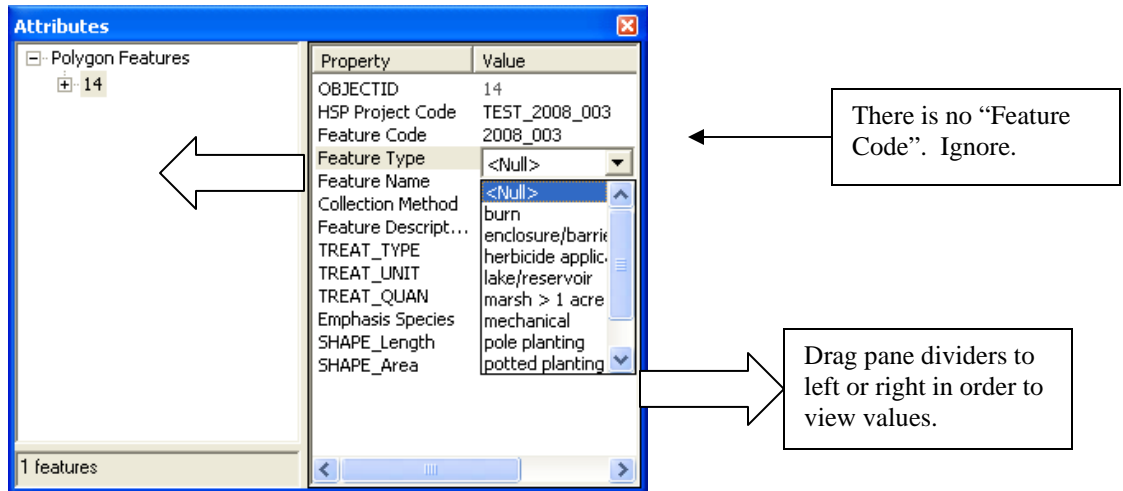 Attributes
Polygon Features
14
1 features
Property Value
OBJECTID 14
HSP Project Code TEST_2008_003
Feature Code 2008_003
Feature Type <Null>
Feature Name
Collection Method
Feature Descript...
TREAT_TYPE
TREAT_UNIT
TREAT_QUAN
Emphasis Species
SHAPE_Length
SHAPE_Area
<Null>
burn
enclosure/barrie
herbicide applic
lake/reservoir
marsh > 1 acre
mechanical
pole planting
potted planting
There is no “Feature
Code”. Ignore.
Drag pane dividers to
left or right in order to
view values.